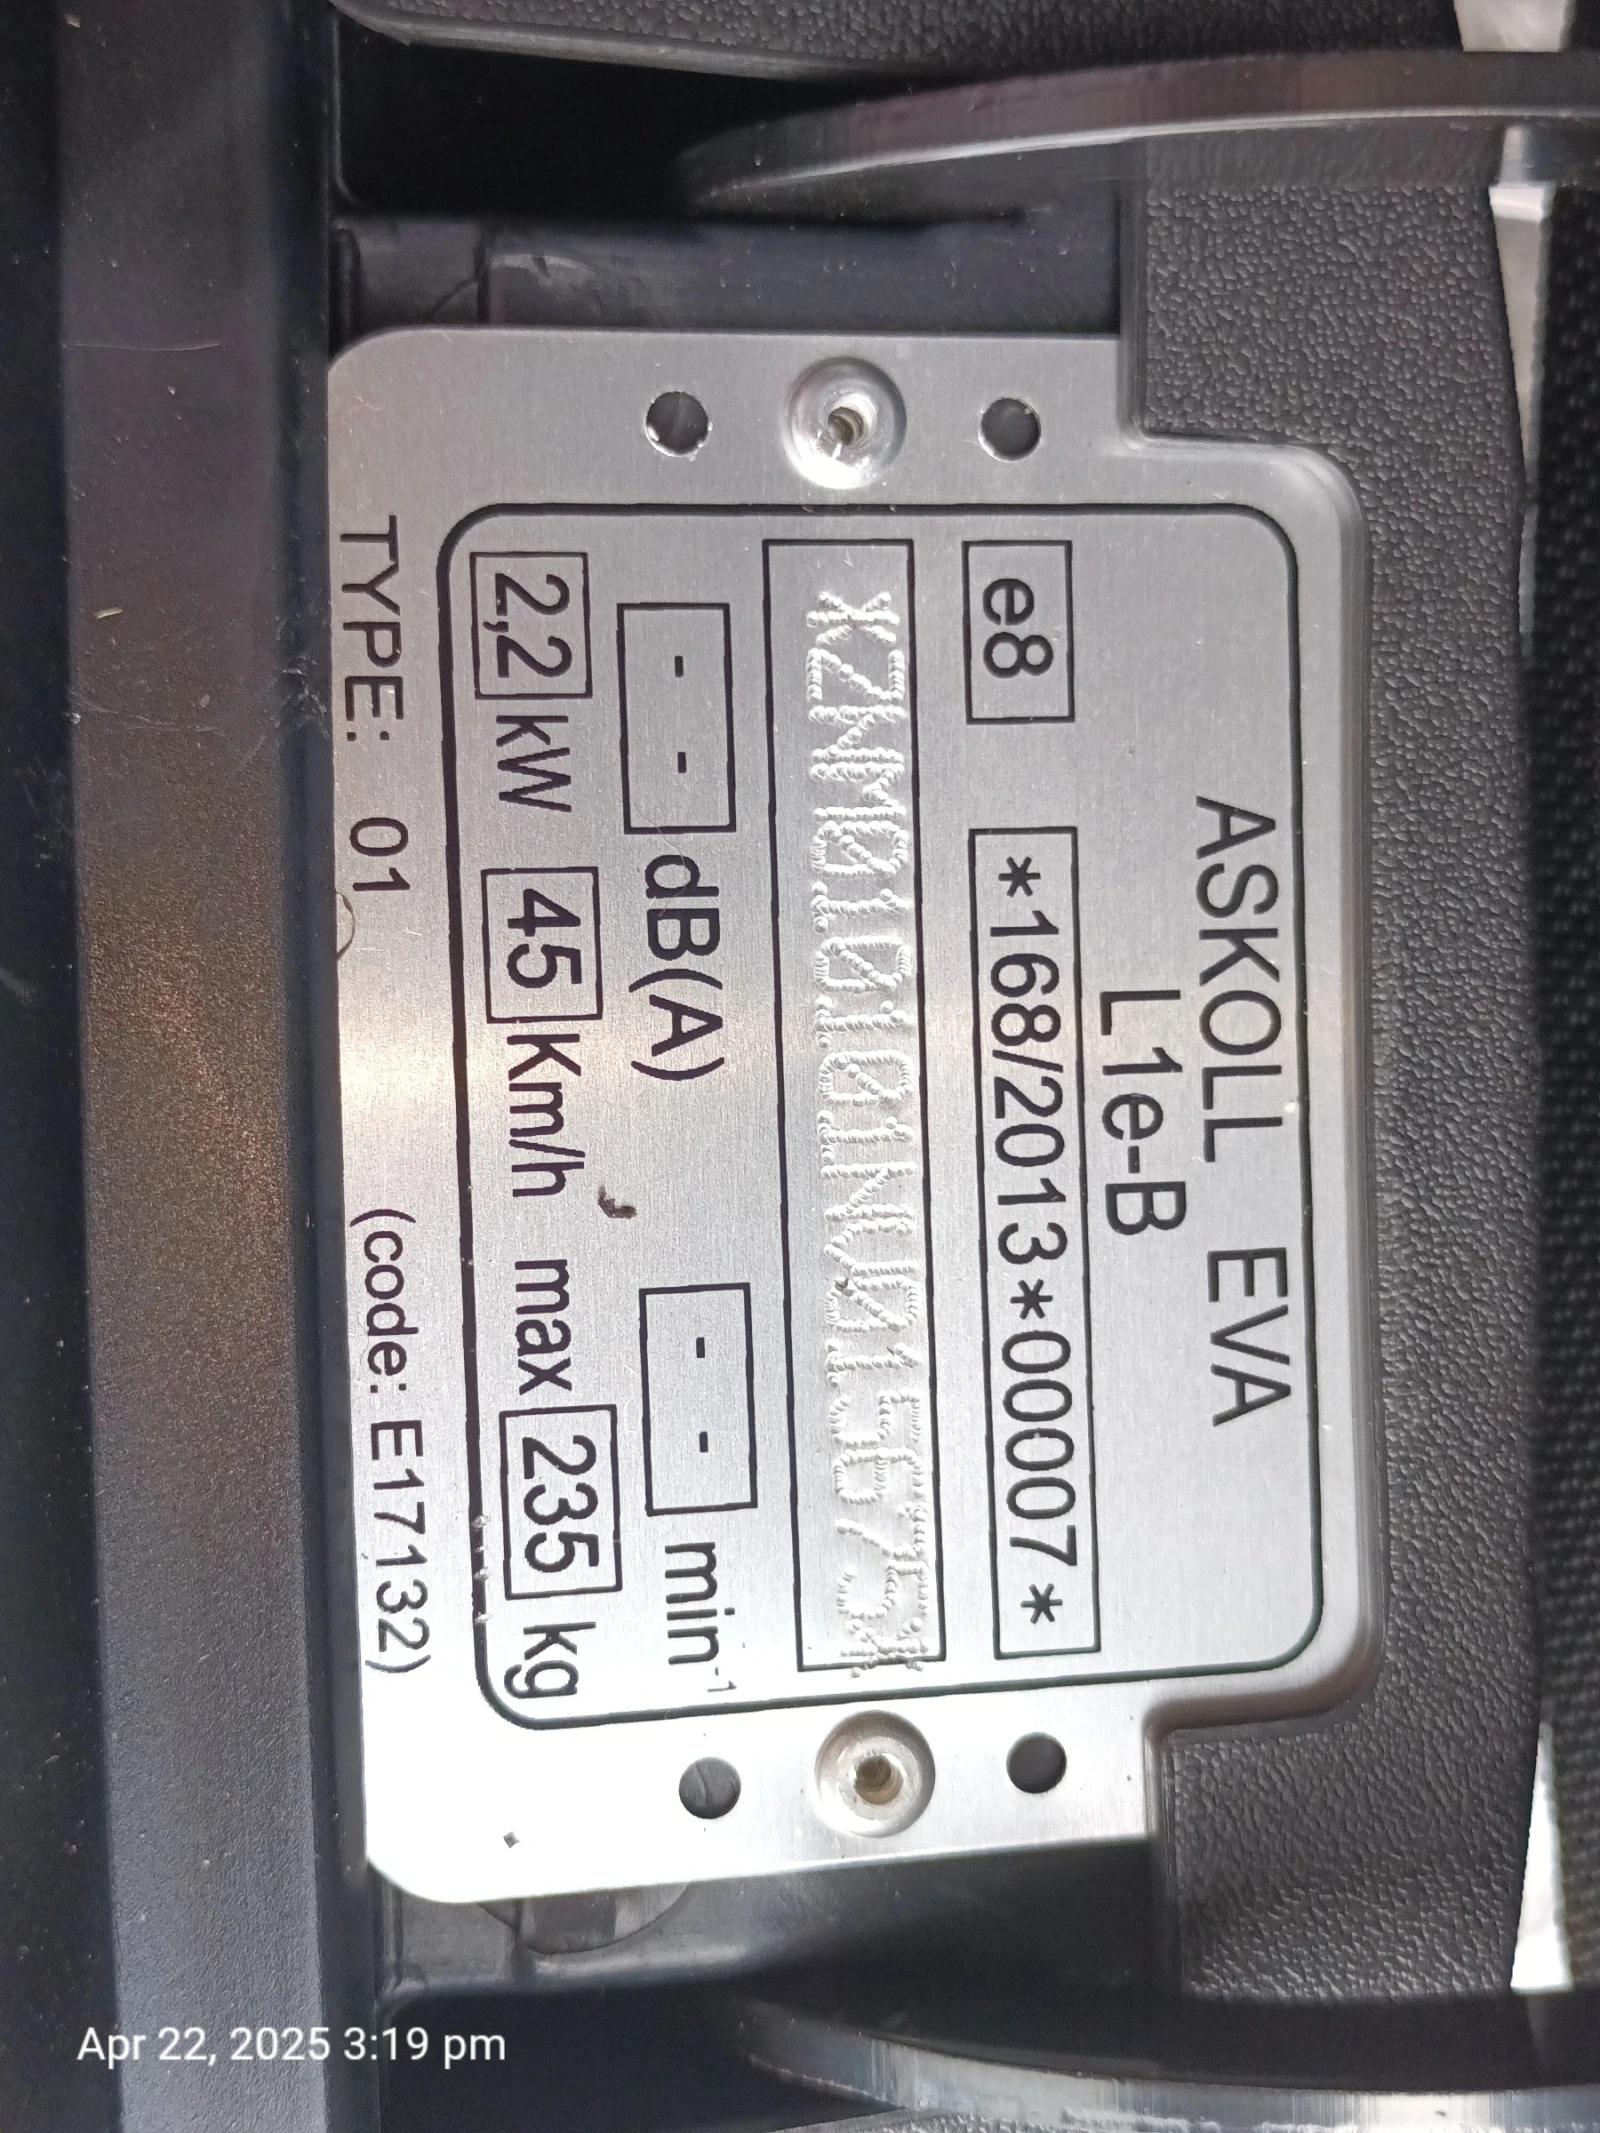 ASKOLL EVA
L1e-B
e8 *168/2013*00007*
- - dB(A) - - min⁻¹
2,2 kW 45 Km/h max 235 kg
TYPE: 01 (code: E17132)
Apr 22, 2025 3:19 pm